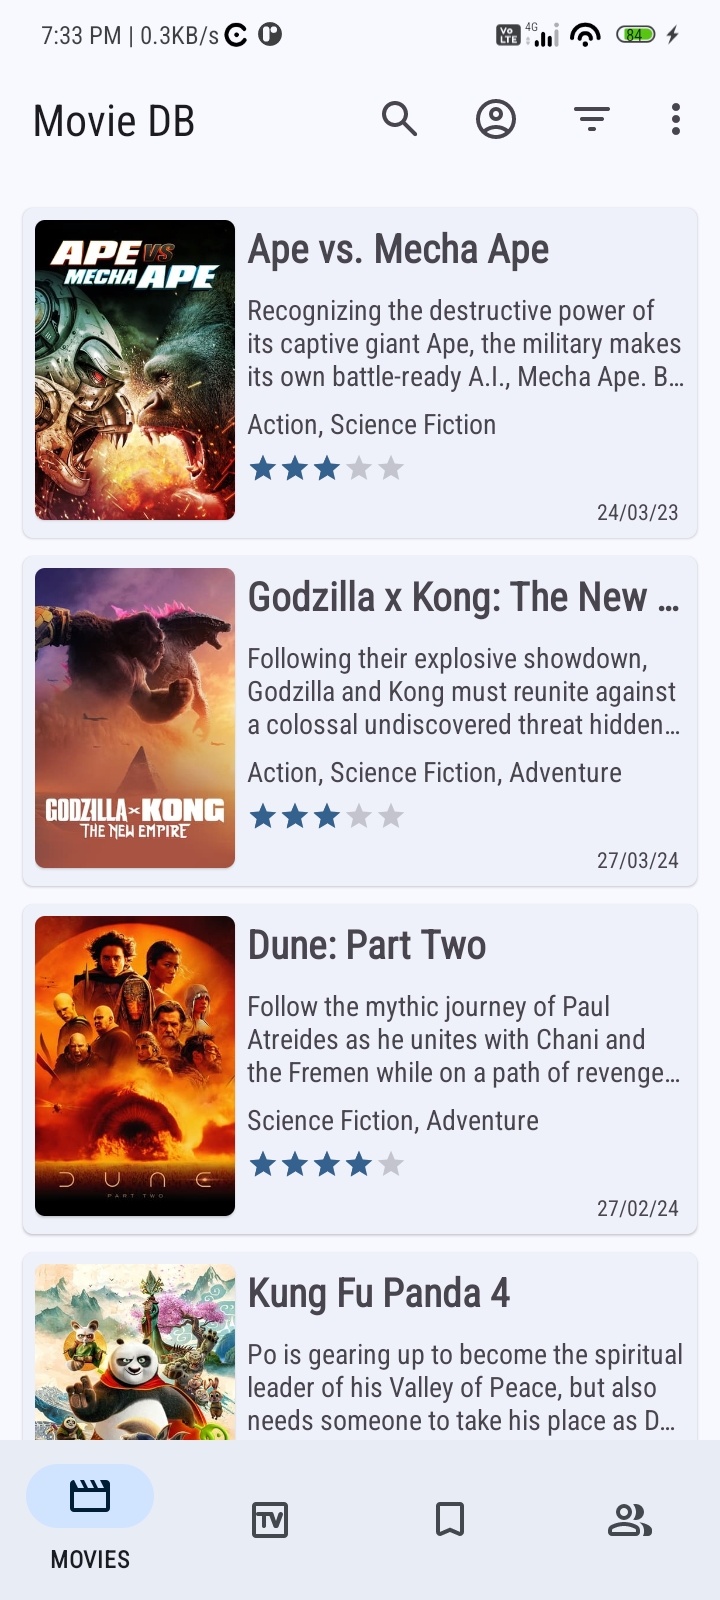 7:33 PM | 0.3KB/s
Vo LTE 4G 84
Movie DB
APE VS
MECHA APE
Ape vs. Mecha Ape
Recognizing the destructive power of
its captive giant Ape, the military makes
its own battle-ready A.I., Mecha Ape. B...
Action, Science Fiction
24/03/23
GODZILLA x KONG
THE NEW EMPIRE
Godzilla x Kong: The New ...
Following their explosive showdown,
Godzilla and Kong must reunite against
a colossal undiscovered threat hidden...
Action, Science Fiction, Adventure
27/03/24
DUNE
PART TWO
Dune: Part Two
Follow the mythic journey of Paul
Atreides as he unites with Chani and
the Fremen while on a path of revenge...
Science Fiction, Adventure
27/02/24
Kung Fu Panda 4
Po is gearing up to become the spiritual
leader of his Valley of Peace, but also
needs someone to take his place as D...
TV
MOVIES